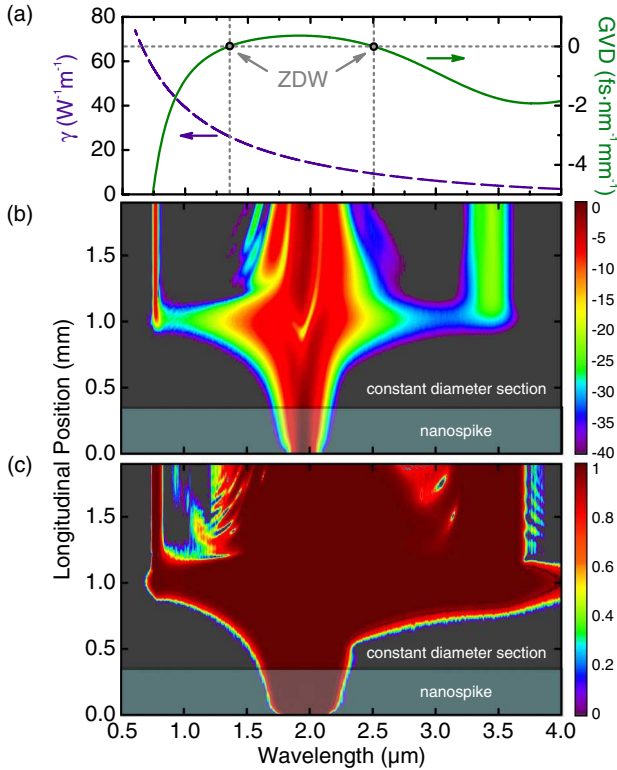 (a)
80
60
40
20
0
γ (W⁻¹m⁻¹)
ZDW
0
-2
-4
GVD (fs·nm⁻¹mm⁻¹)
(b)
1.5
1.0
0.5
0.0
constant diameter section
nanospike
0
-5
-10
-15
-20
-25
-30
-35
-40
Longitudinal Position (mm)
(c)
1.5
1.0
0.5
0.0
constant diameter section
nanospike
1
0.8
0.6
0.4
0.2
0
0.5 1.0 1.5 2.0 2.5 3.0 3.5 4.0
Wavelength (μm)